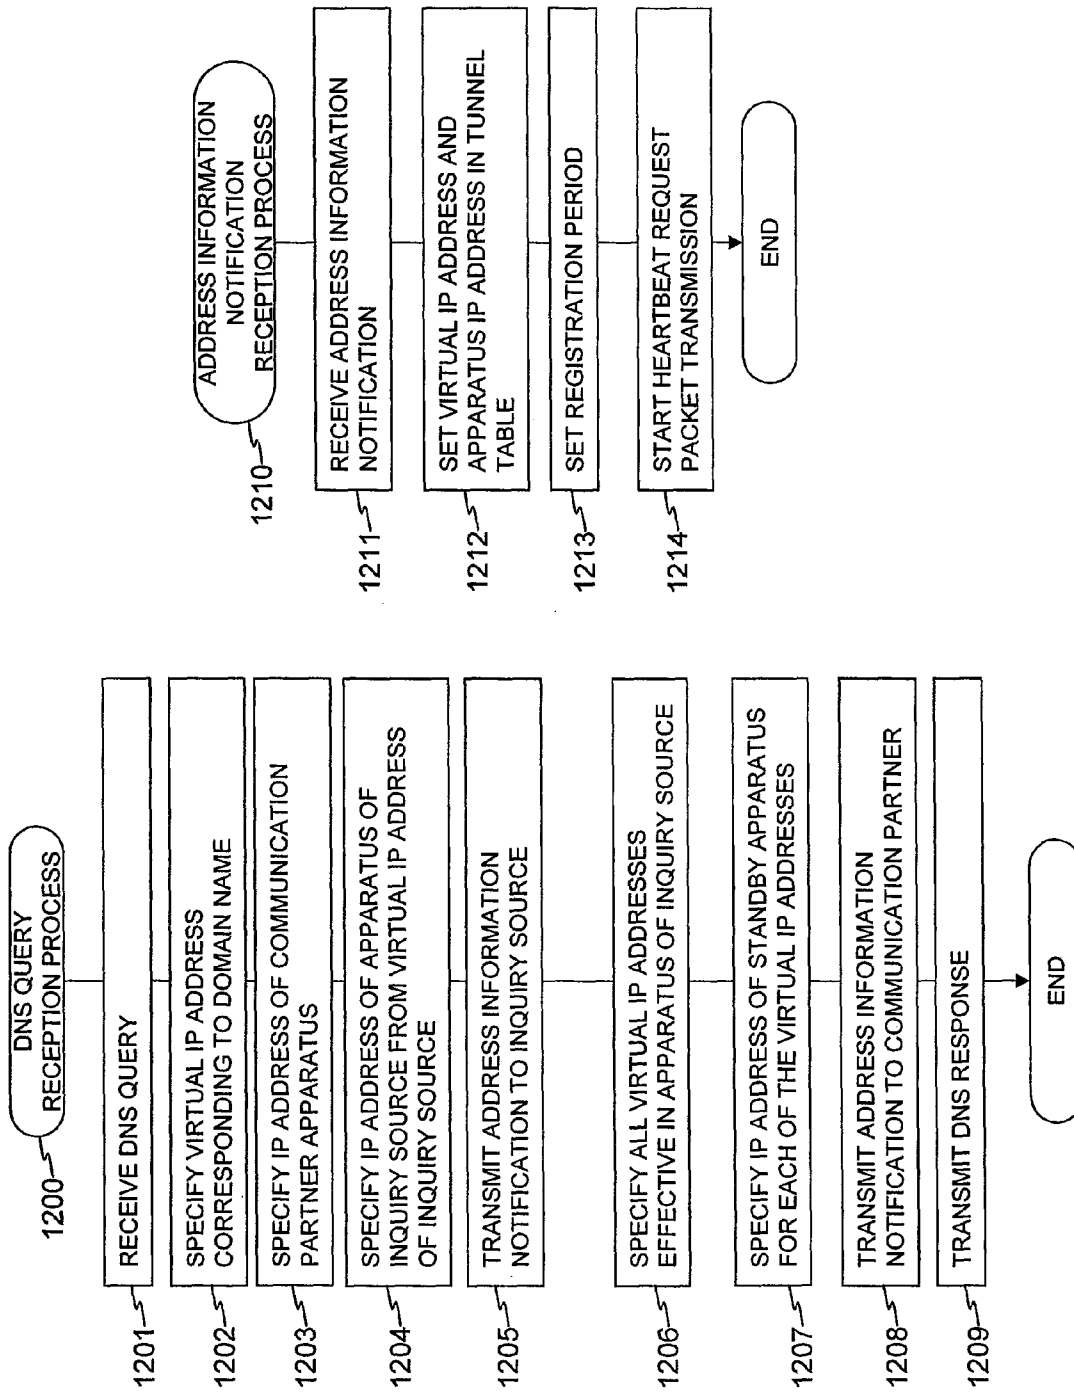 DNS QUERY
RECEPTION PROCESS
1200
RECEIVE DNS QUERY
1201
SPECIFY VIRTUAL IP ADDRESS
CORRESPONDING TO DOMAIN NAME
1202
SPECIFY IP ADDRESS OF COMMUNICATION
PARTNER APPARATUS
1203
SPECIFY IP ADDRESS OF APPARATUS OF
INQUIRY SOURCE FROM VIRTUAL IP ADDRESS
OF INQUIRY SOURCE
1204
TRANSMIT ADDRESS INFORMATION
NOTIFICATION TO INQUIRY SOURCE
1205
SPECIFY ALL VIRTUAL IP ADDRESSES
EFFECTIVE IN APPARATUS OF INQUIRY SOURCE
1206
SPECIFY IP ADDRESS OF STANDBY APPARATUS
FOR EACH OF THE VIRTUAL IP ADDRESSES
1207
TRANSMIT ADDRESS INFORMATION
NOTIFICATION TO COMMUNICATION PARTNER
1208
TRANSMIT DNS RESPONSE
1209
END
ADDRESS INFORMATION
NOTIFICATION
RECEPTION PROCESS
1210
RECEIVE ADDRESS INFORMATION
NOTIFICATION
1211
SET VIRTUAL IP ADDRESS AND
APPARATUS IP ADDRESS IN TUNNEL
TABLE
1212
SET REGISTRATION PERIOD
1213
START HEARTBEAT REQUEST
PACKET TRANSMISSION
1214
END